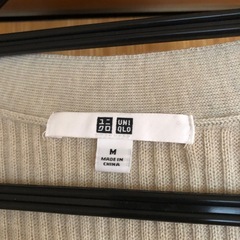 ユニ UNI
クロ QLO
M
MADE IN
CHINA